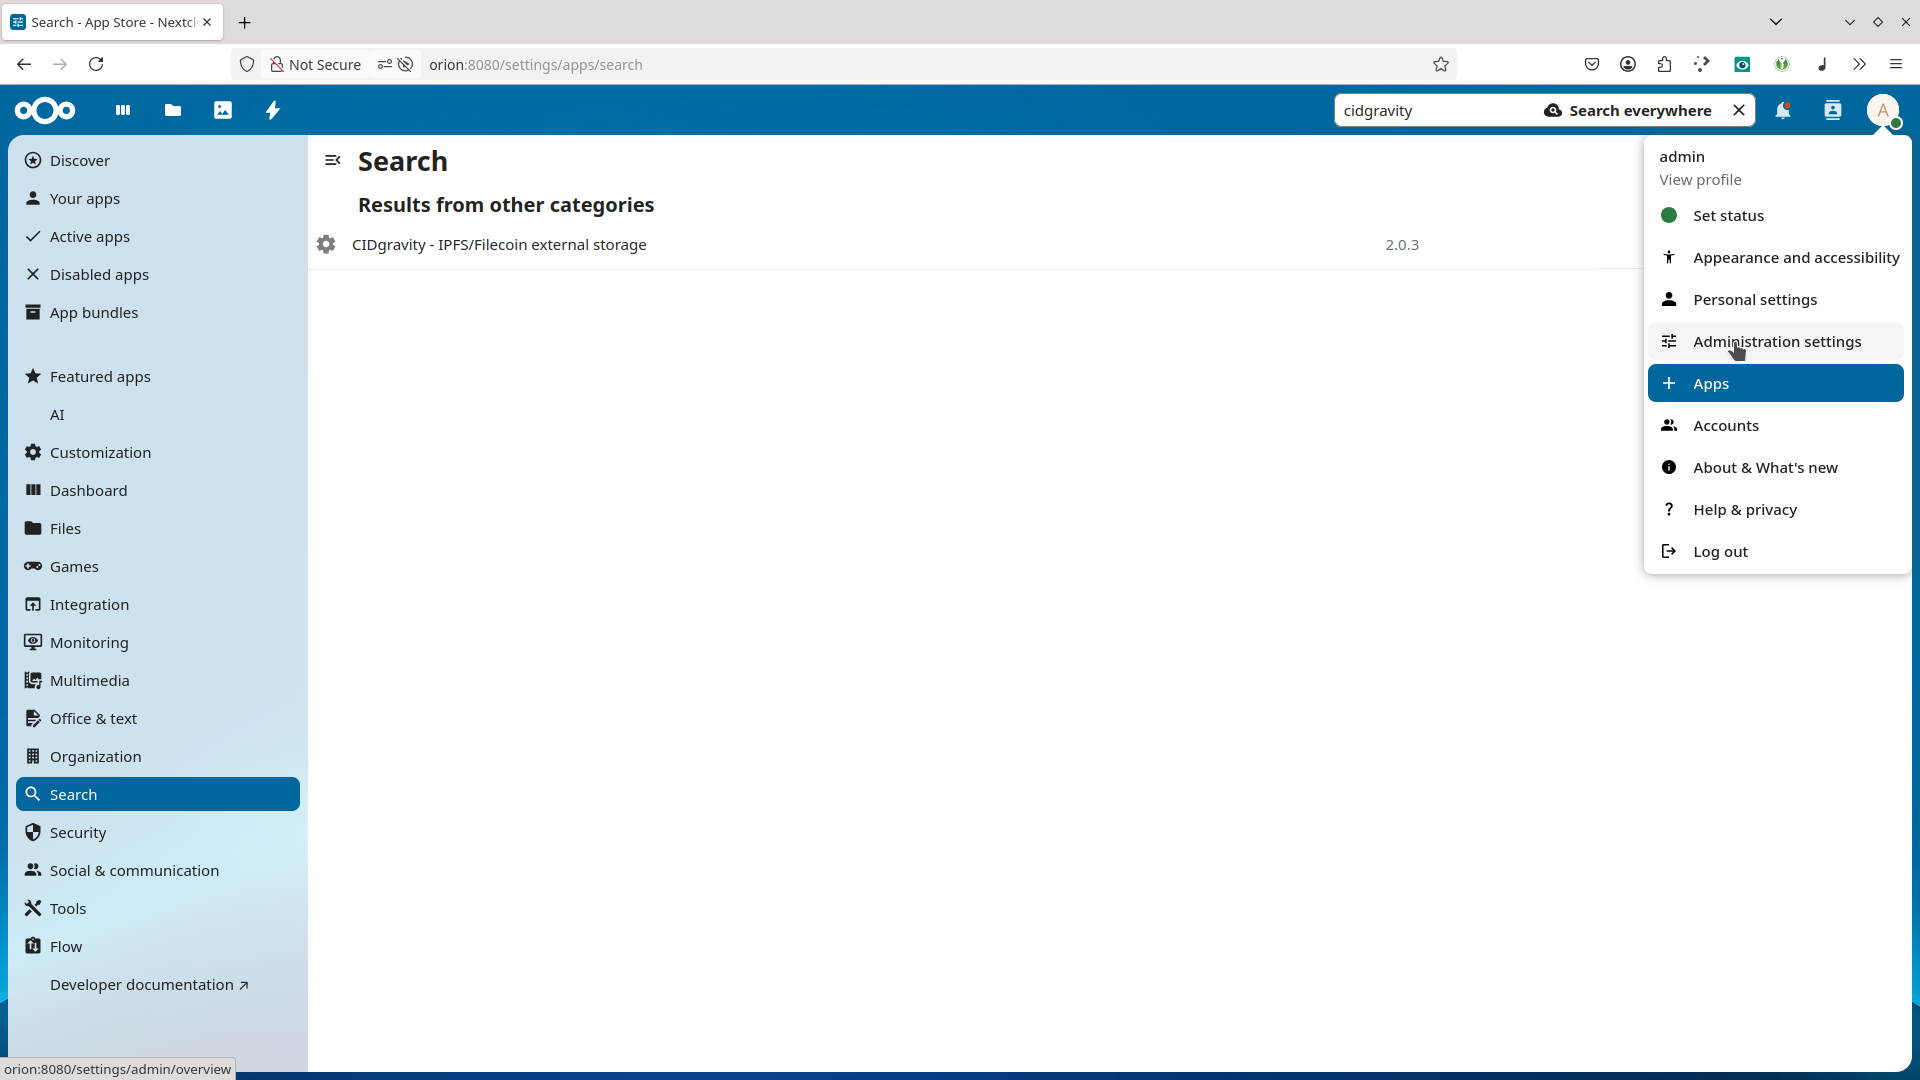 Search - App Store - Nextcl
Not Secure
orion:8080/settings/apps/search
cidgravity
Search everywhere
A
Discover
Your apps
Active apps
Disabled apps
App bundles
Featured apps
AI
Customization
Dashboard
Files
Games
Integration
Monitoring
Multimedia
Office & text
Organization
Search
Security
Social & communication
Tools
Flow
Developer documentation ↗
Search
Results from other categories
CIDgravity - IPFS/Filecoin external storage 2.0.3
admin
View profile
Set status
Appearance and accessibility
Personal settings
Administration settings
Apps
Accounts
About & What's new
Help & privacy
Log out
orion:8080/settings/admin/overview